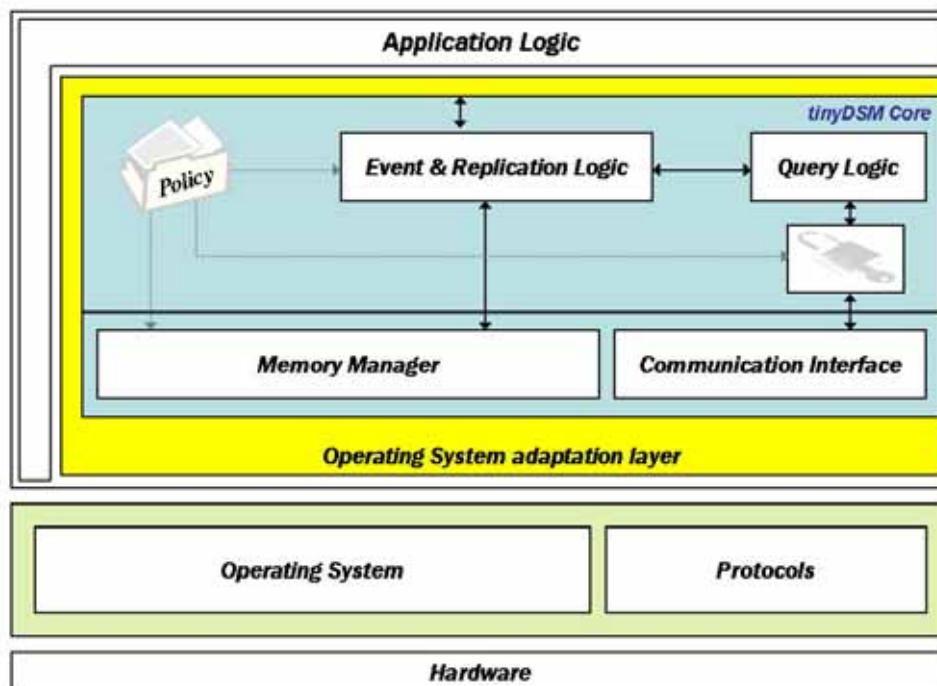 Application Logic
tinyDSM Core
Policy
Event & Replication Logic
Query Logic
Memory Manager
Communication Interface
Operating System adaptation layer
Operating System
Protocols
Hardware